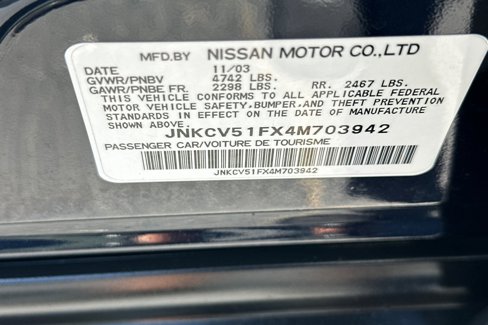 MFD.BY NISSAN MOTOR CO.,LTD
DATE 11/03
GVWR/PNBV 4742 LBS.
GAWR/PNBE FR. 2298 LBS. RR. 2467 LBS.
THIS VEHICLE CONFORMS TO ALL APPLICABLE FEDERAL
MOTOR VEHICLE SAFETY,BUMPER,AND THEFT PREVENTION
STANDARDS IN EFFECT ON THE DATE OF MANUFACTURE
SHOWN ABOVE.
JNKCV51FX4M703942
PASSENGER CAR/VOITURE DE TOURISME
JNKCV51FX4M703942